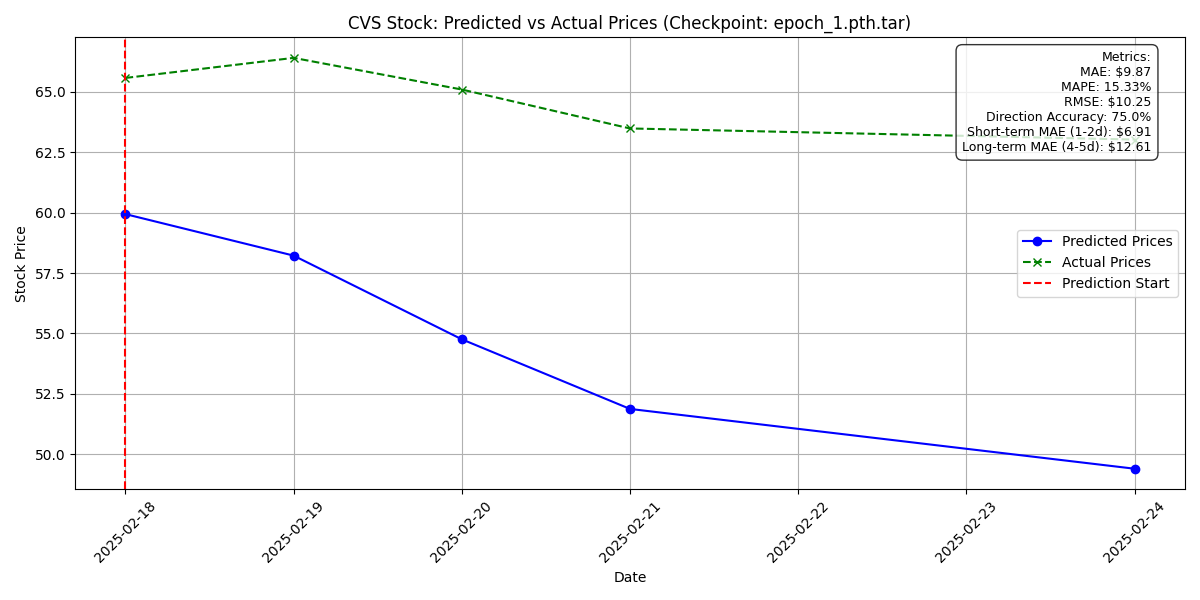 CVS Stock: Predicted vs Actual Prices (Checkpoint: epoch_1.pth.tar)
Metrics:
MAE: $9.87
MAPE: 15.33%
RMSE: $10.25
Direction Accuracy: 75.0%
Short-term MAE (1-2d): $6.91
Long-term MAE (4-5d): $12.61
Predicted Prices
Actual Prices
Prediction Start
Stock Price
65.0
62.5
60.0
57.5
55.0
52.5
50.0
2025-02-18
2025-02-19
2025-02-20
2025-02-21
2025-02-22
2025-02-23
2025-02-24
Date